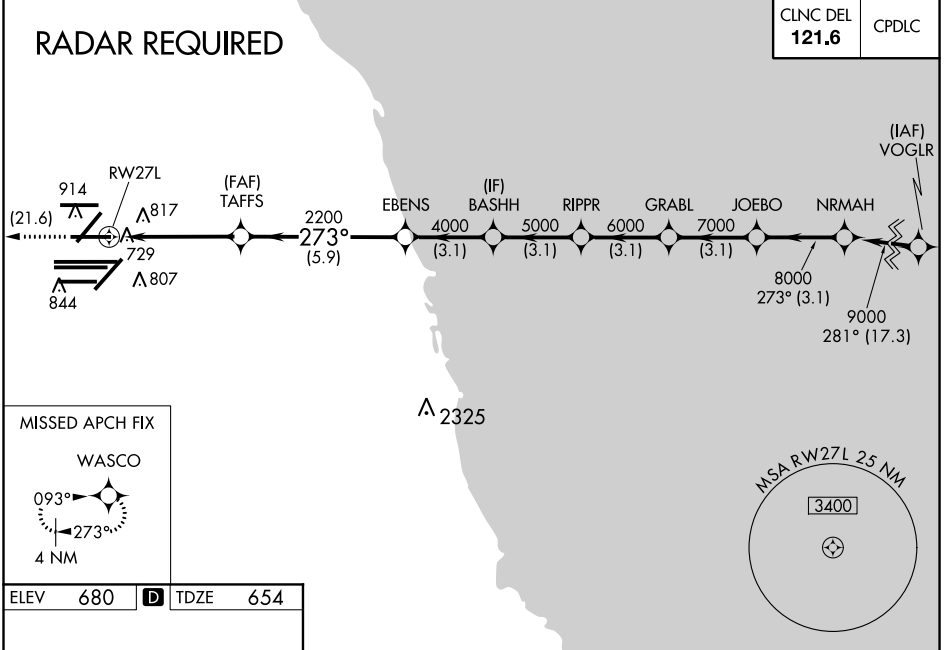 RADAR REQUIRED
CLNC DEL
121.6
CPDLC
(IAF)
VOGLR
RW27L
914
817
(21.6)
729
807
844
(FAF)
TAFFS
2200
273°
(5.9)
EBENS
4000
(3.1)
(IF)
BASHH
5000
(3.1)
RIPPR
6000
(3.1)
GRABL
7000
(3.1)
JOEBO
8000
273° (3.1)
NRMAH
9000
281° (17.3)
2325
MISSED APCH FIX
WASCO
093°
273°
4 NM
MSA RW27L 25 NM
3400
ELEV 680 D TDZE 654